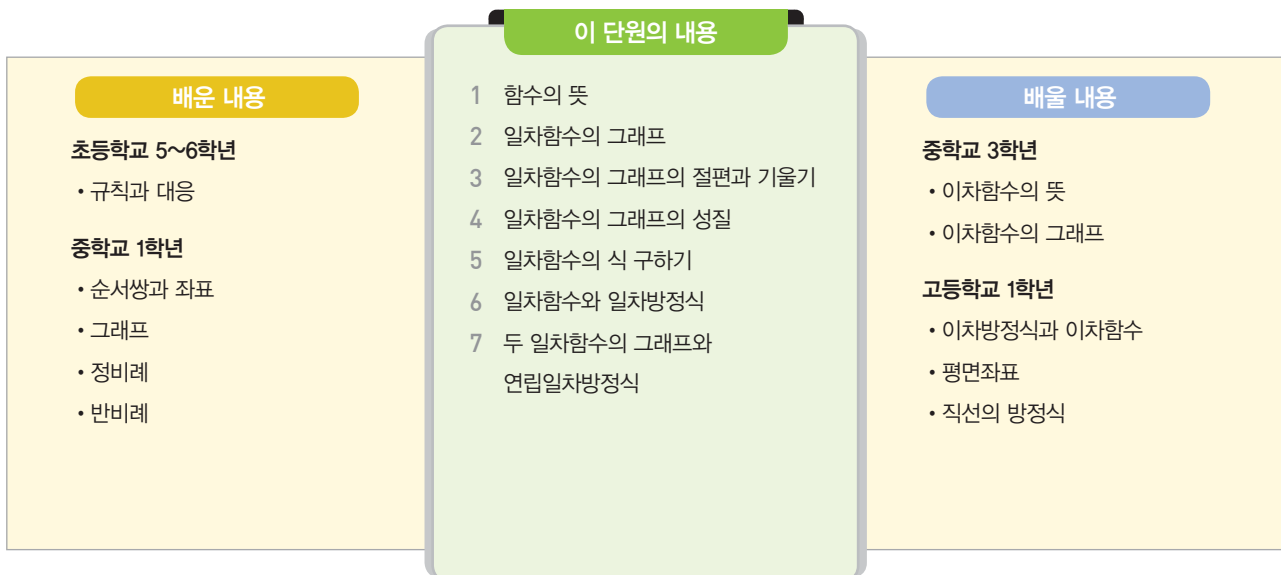 배운 내용
초등학교 5~6학년
• 규칙과 대응
중학교 1학년
• 순서쌍과 좌표
• 그래프
• 정비례
• 반비례
이 단원의 내용
1 함수의 뜻
2 일차함수의 그래프
3 일차함수의 그래프의 절편과 기울기
4 일차함수의 그래프의 성질
5 일차함수의 식 구하기
6 일차함수와 일차방정식
7 두 일차함수의 그래프와
연립일차방정식
배울 내용
중학교 3학년
• 이차함수의 뜻
• 이차함수의 그래프
고등학교 1학년
• 이차방정식과 이차함수
• 평면좌표
• 직선의 방정식